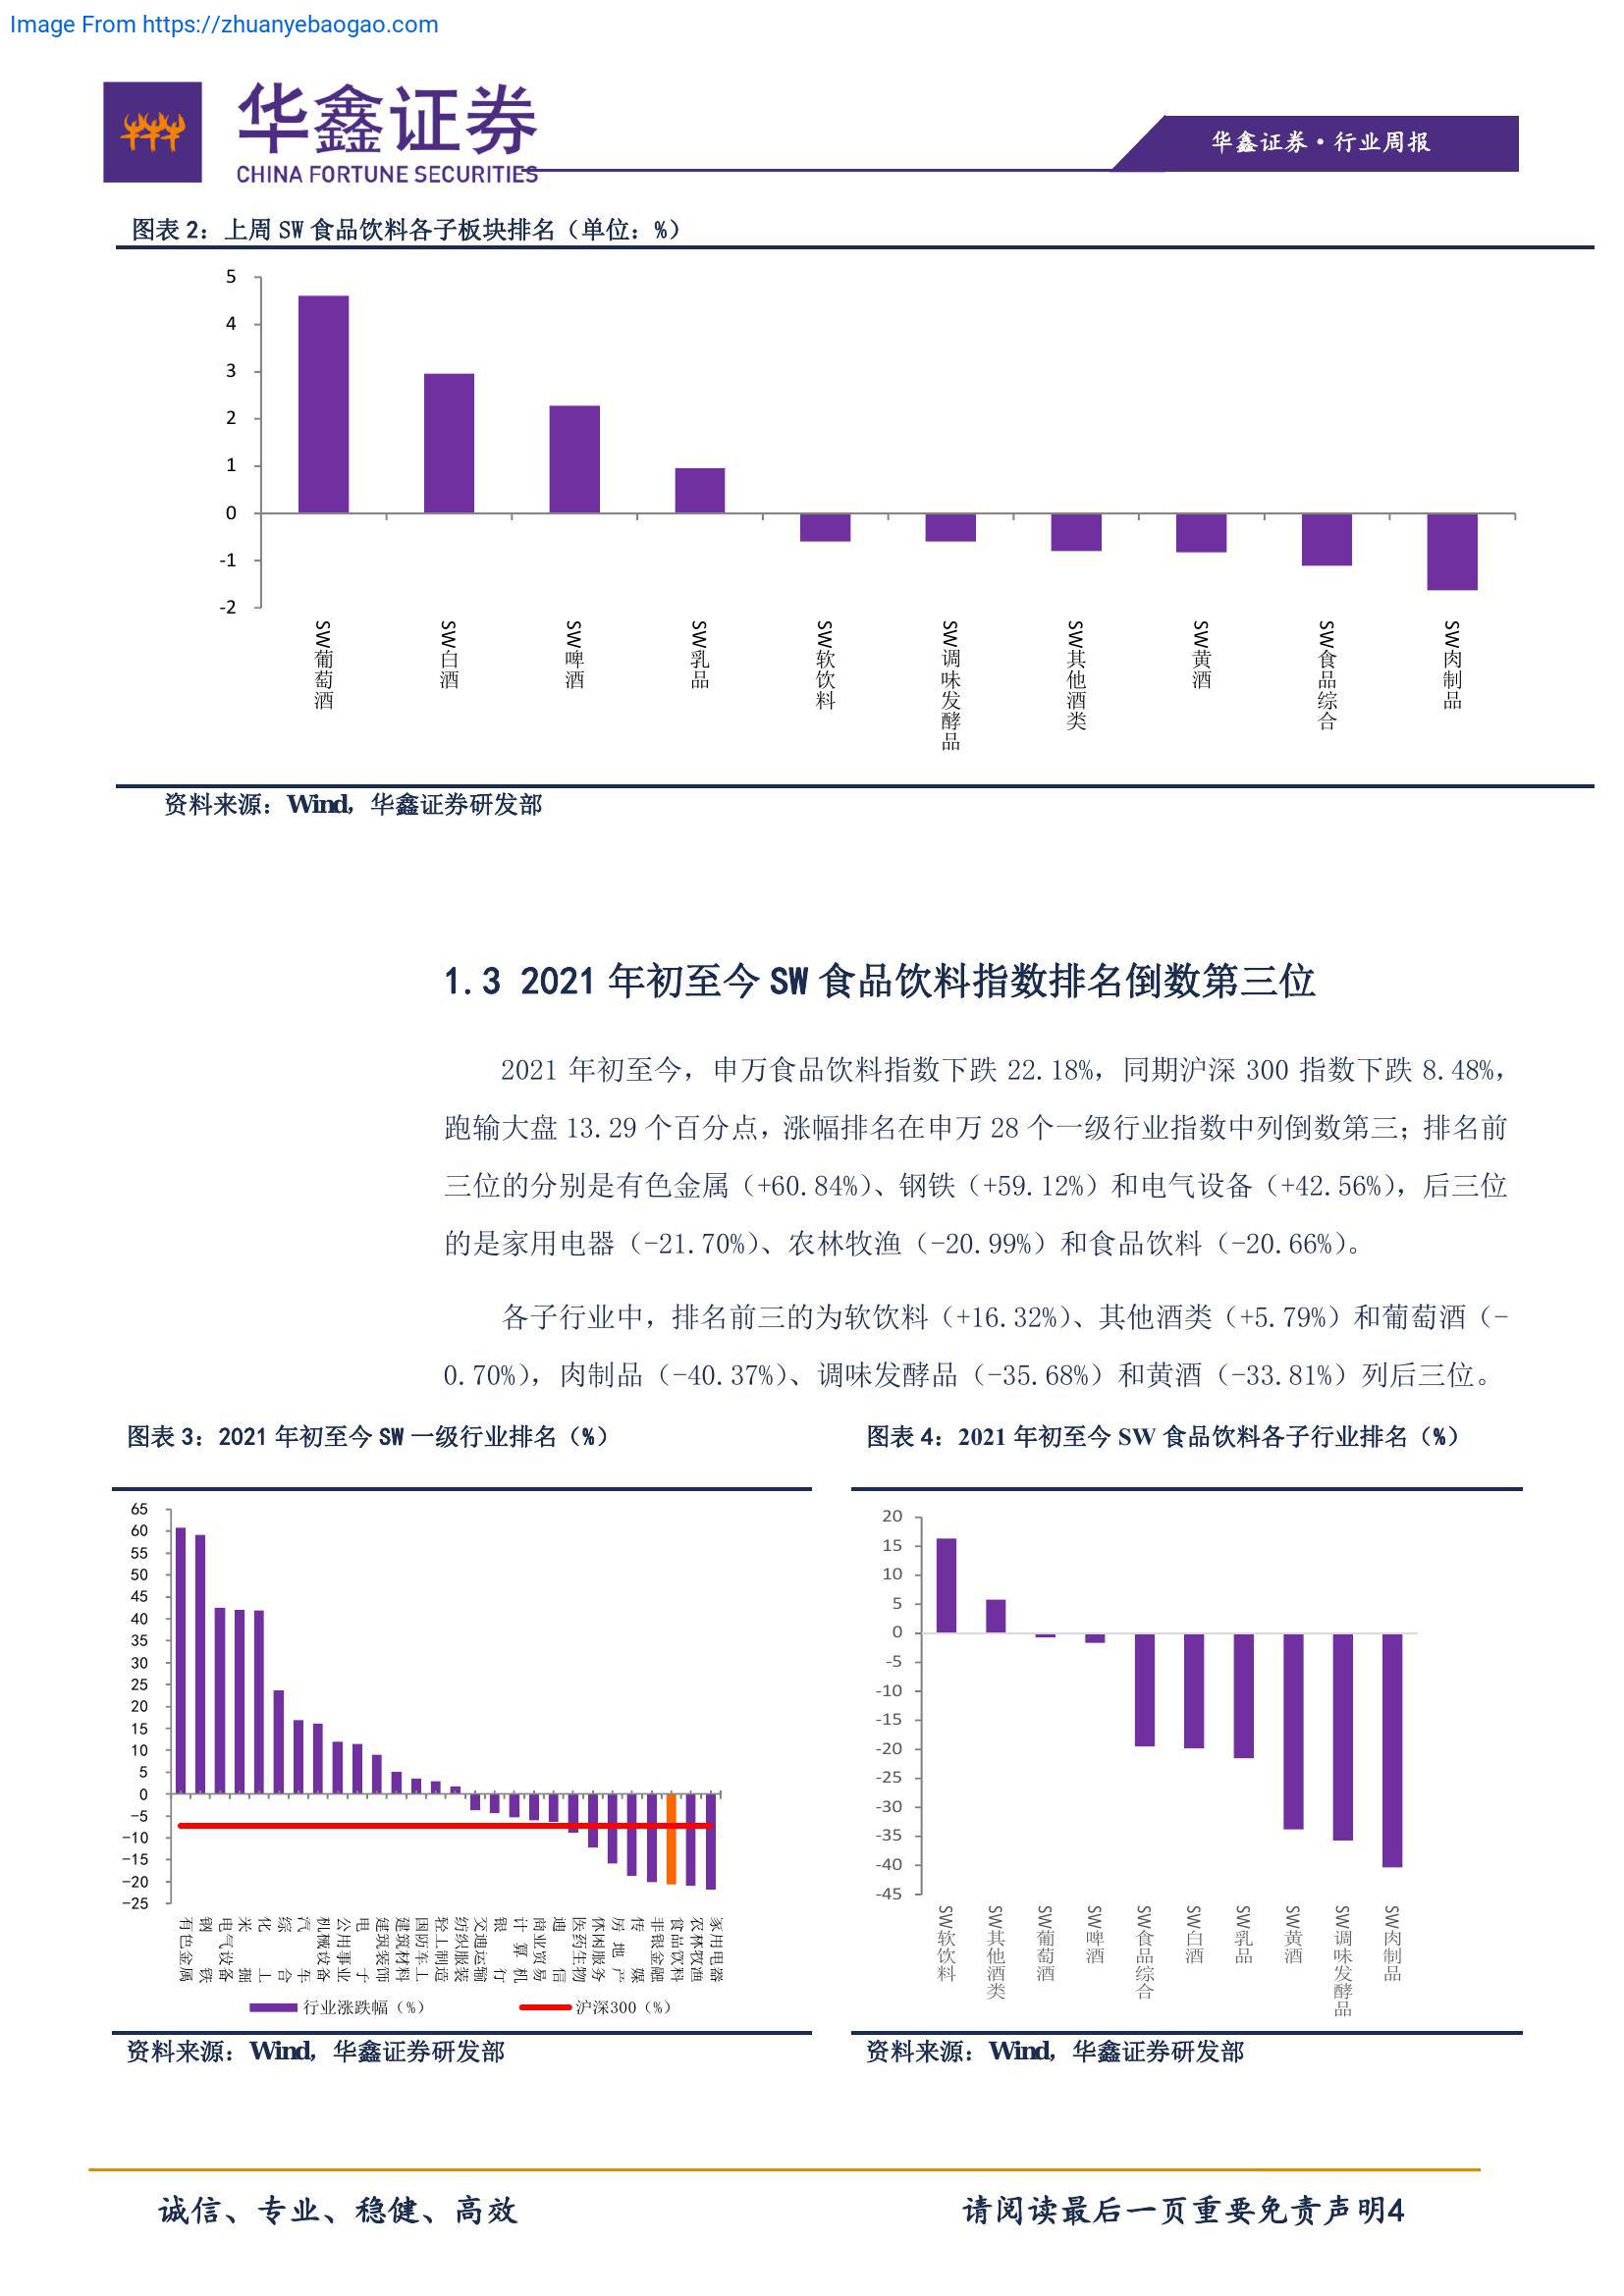 Image From https://zhuanyebaogao.com
华鑫证券
CHINA FORTUNE SECURITIES
华鑫证券·行业周报
图表 2：上周 SW 食品饮料各子板块排名（单位：%）
5
4
3
2
1
0
-1
-2
SW葡萄酒
SW白酒
SW啤酒
SW乳品
SW软饮料
SW调味发酵品
SW其他酒类
SW黄酒
SW食品综合
SW肉制品
资料来源：Wind，华鑫证券研发部
1.3 2021 年初至今 SW 食品饮料指数排名倒数第三位
2021 年初至今，申万食品饮料指数下跌 22.18%，同期沪深 300 指数下跌 8.48%，
跑输大盘 13.29 个百分点，涨幅排名在申万 28 个一级行业指数中列倒数第三；排名前
三位的分别是有色金属（+60.84%）、钢铁（+59.12%）和电气设备（+42.56%），后三位
的是家用电器（-21.70%）、农林牧渔（-20.99%）和食品饮料（-20.66%）。
各子行业中，排名前三的为软饮料（+16.32%）、其他酒类（+5.79%）和葡萄酒（-
0.70%），肉制品（-40.37%）、调味发酵品（-35.68%）和黄酒（-33.81%）列后三位。
图表 3：2021 年初至今 SW 一级行业排名（%）
65
60
55
50
45
40
35
30
25
20
15
10
5
0
-5
-10
-15
-20
-25
有色金属
钢铁
电气设备
采掘
化工
综合
汽车
机械设备
公用事业
电子
建筑装饰
建筑材料
国防军工
轻工制造
纺织服装
交通运输
银行
计算机
商业贸易
通信
医药生物
休闲服务
房地产
传媒
非银金融
食品饮料
农林牧渔
家用电器
行业涨跌幅（%）
沪深300（%）
资料来源：Wind，华鑫证券研发部
图表 4：2021 年初至今 SW 食品饮料各子行业排名（%）
20
15
10
5
0
-5
-10
-15
-20
-25
-30
-35
-40
-45
SW软饮料
SW其他酒类
SW葡萄酒
SW啤酒
SW食品综合
SW白酒
SW乳品
SW黄酒
SW调味发酵品
SW肉制品
资料来源：Wind，华鑫证券研发部
诚信、专业、稳健、高效
请阅读最后一页重要免责声明4